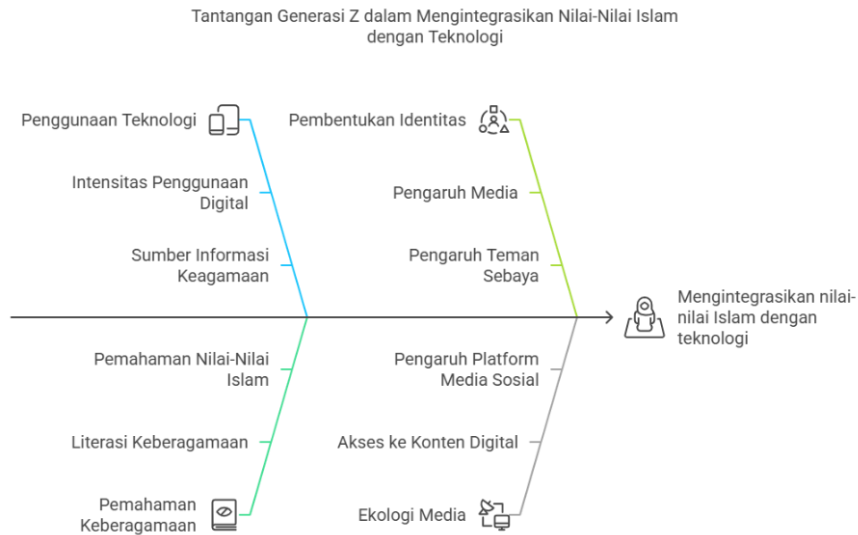 Tantangan Generasi Z dalam Mengintegrasikan Nilai-Nilai Islam
dengan Teknologi
Penggunaan Teknologi
Intensitas Penggunaan
Digital
Sumber Informasi
Keagamaan
Pembentukan Identitas
Pengaruh Media
Pengaruh Teman
Sebaya
Mengintegrasikan nilai-
nilai Islam dengan
teknologi
Pemahaman Nilai-Nilai
Islam
Literasi Keberagamaan
Pemahaman
Keberagamaan
Pengaruh Platform
Media Sosial
Akses ke Konten Digital
Ekologi Media